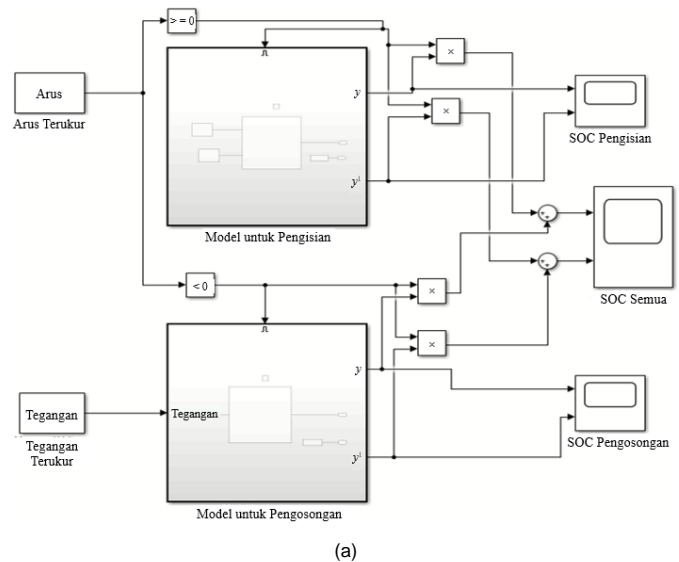 > = 0
×
Arus
Arus Terukur
y
×
SOC Pengisian
y¹
Model untuk Pengisian
+
+
SOC Semua
+
+
< 0
×
×
y
Tegangan
Tegangan
Tegangan
Terukur
SOC Pengosongan
y¹
Model untuk Pengosongan
(a)